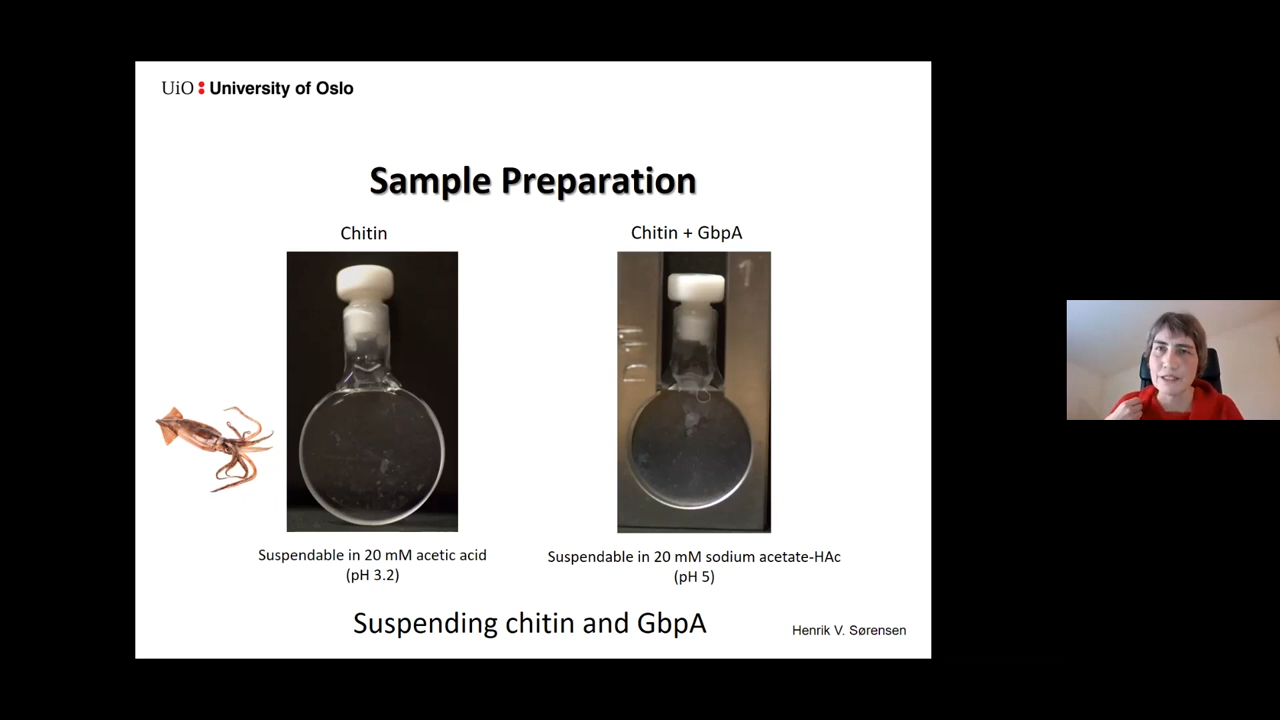 UiO : University of Oslo
Sample Preparation
Chitin
Chitin + GbpA
Suspendable in 20 mM acetic acid
(pH 3.2)
Suspendable in 20 mM sodium acetate-HAc
(pH 5)
Suspending chitin and GbpA
Henrik V. Sørensen